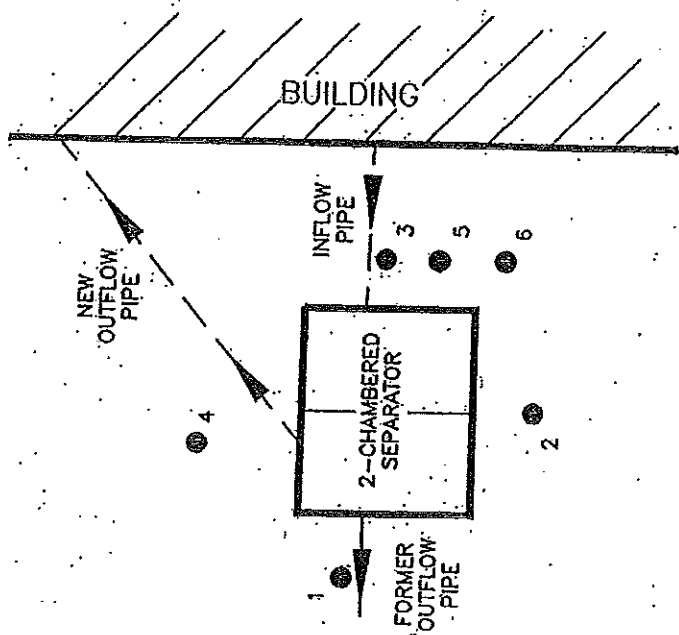 BUILDING
NEW
OUTFLOW
PIPE
INFLOW
PIPE
3
5
6
4
2-CHAMBERED
SEPARATOR
2
1
FORMER
OUTFLOW
PIPE